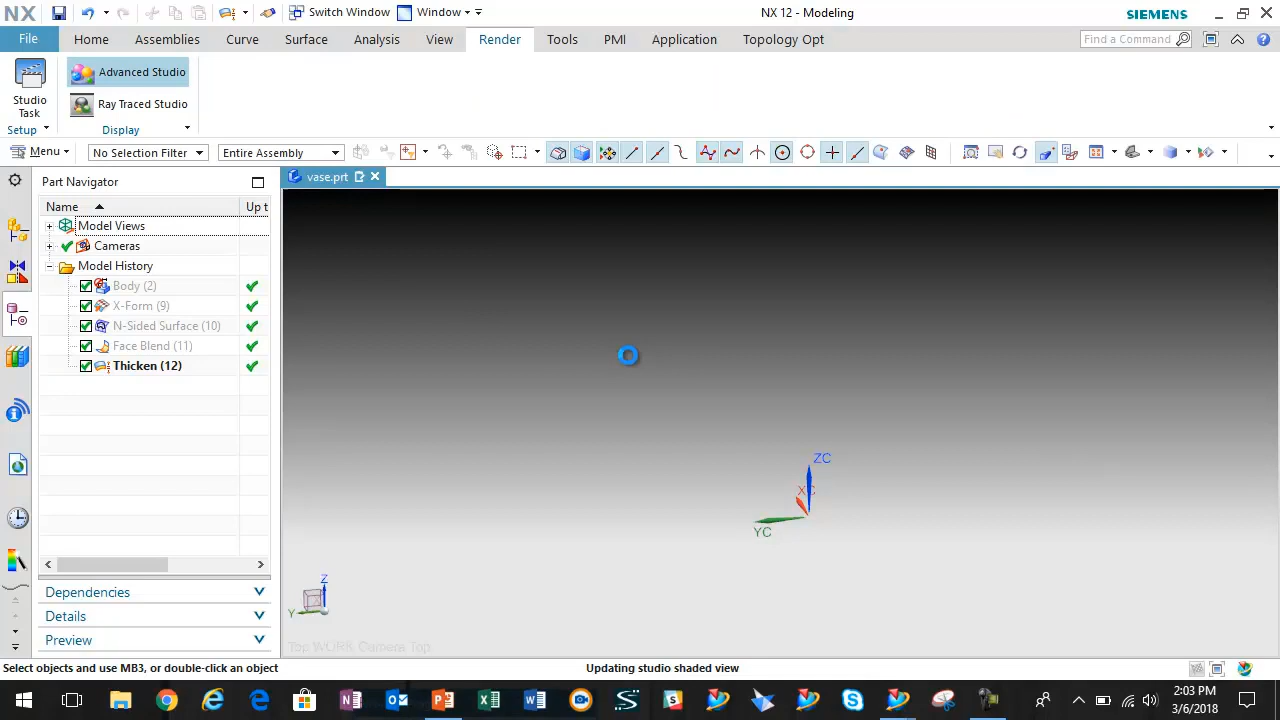 NX
Switch Window
Window
NX 12 - Modeling
SIEMENS
File
Home
Assemblies
Curve
Surface
Analysis
View
Render
Tools
PMI
Application
Topology Opt
Find a Command
Studio
Task
Advanced Studio
Ray Traced Studio
Setup
Display
Menu
No Selection Filter
Entire Assembly
Part Navigator
vase.prt
Name
Up t
Model Views
Cameras
Model History
Body (2)
X-Form (9)
N-Sided Surface (10)
Face Blend (11)
Thicken (12)
ZC
XC
YC
Z
Y
Top WORK Camera Top
Dependencies
Details
Preview
Select objects and use MB3, or double-click an object
Updating studio shaded view
2:03 PM
3/6/2018